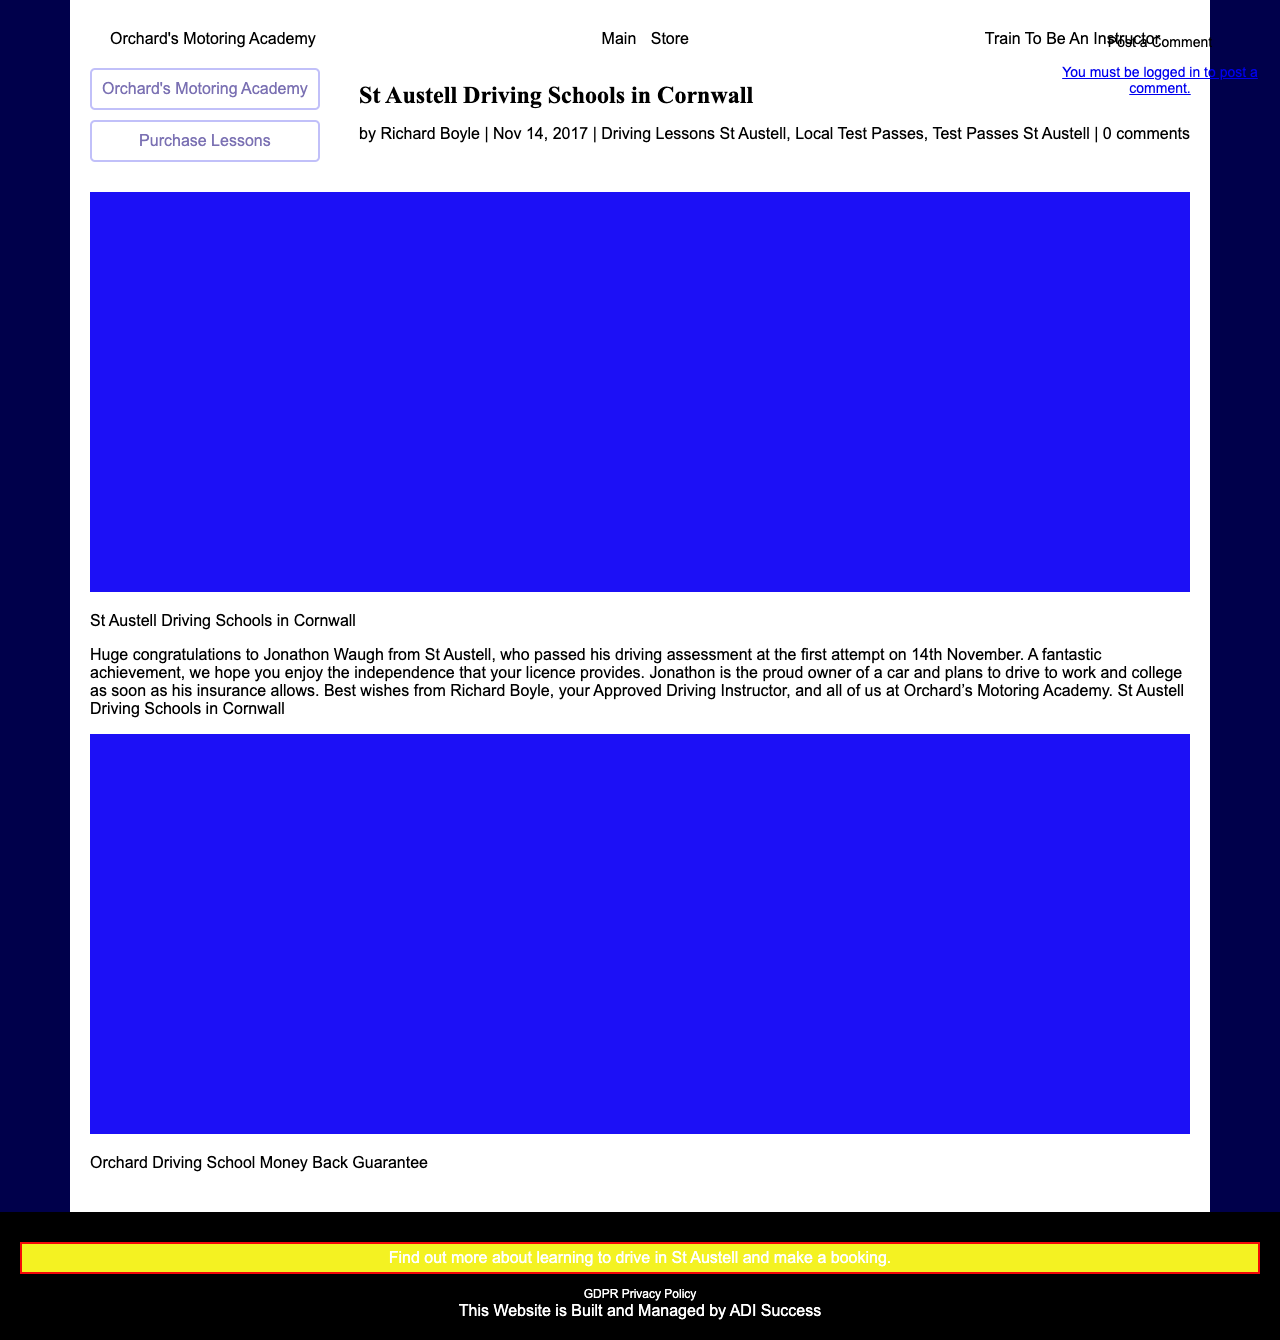 Orchard's Motoring Academy
Main Store
Train To Be An Instructor
Post a Comment
You must be logged in to post a
comment.
Orchard's Motoring Academy
Purchase Lessons
St Austell Driving Schools in Cornwall
by Richard Boyle | Nov 14, 2017 | Driving Lessons St Austell, Local Test Passes, Test Passes St Austell | 0 comments
St Austell Driving Schools in Cornwall
Huge congratulations to Jonathon Waugh from St Austell, who passed his driving assessment at the first attempt on 14th November. A fantastic
achievement, we hope you enjoy the independence that your licence provides. Jonathon is the proud owner of a car and plans to drive to work and college
as soon as his insurance allows. Best wishes from Richard Boyle, your Approved Driving Instructor, and all of us at Orchard’s Motoring Academy. St Austell
Driving Schools in Cornwall
Orchard Driving School Money Back Guarantee
Find out more about learning to drive in St Austell and make a booking.
GDPR Privacy Policy
This Website is Built and Managed by ADI Success